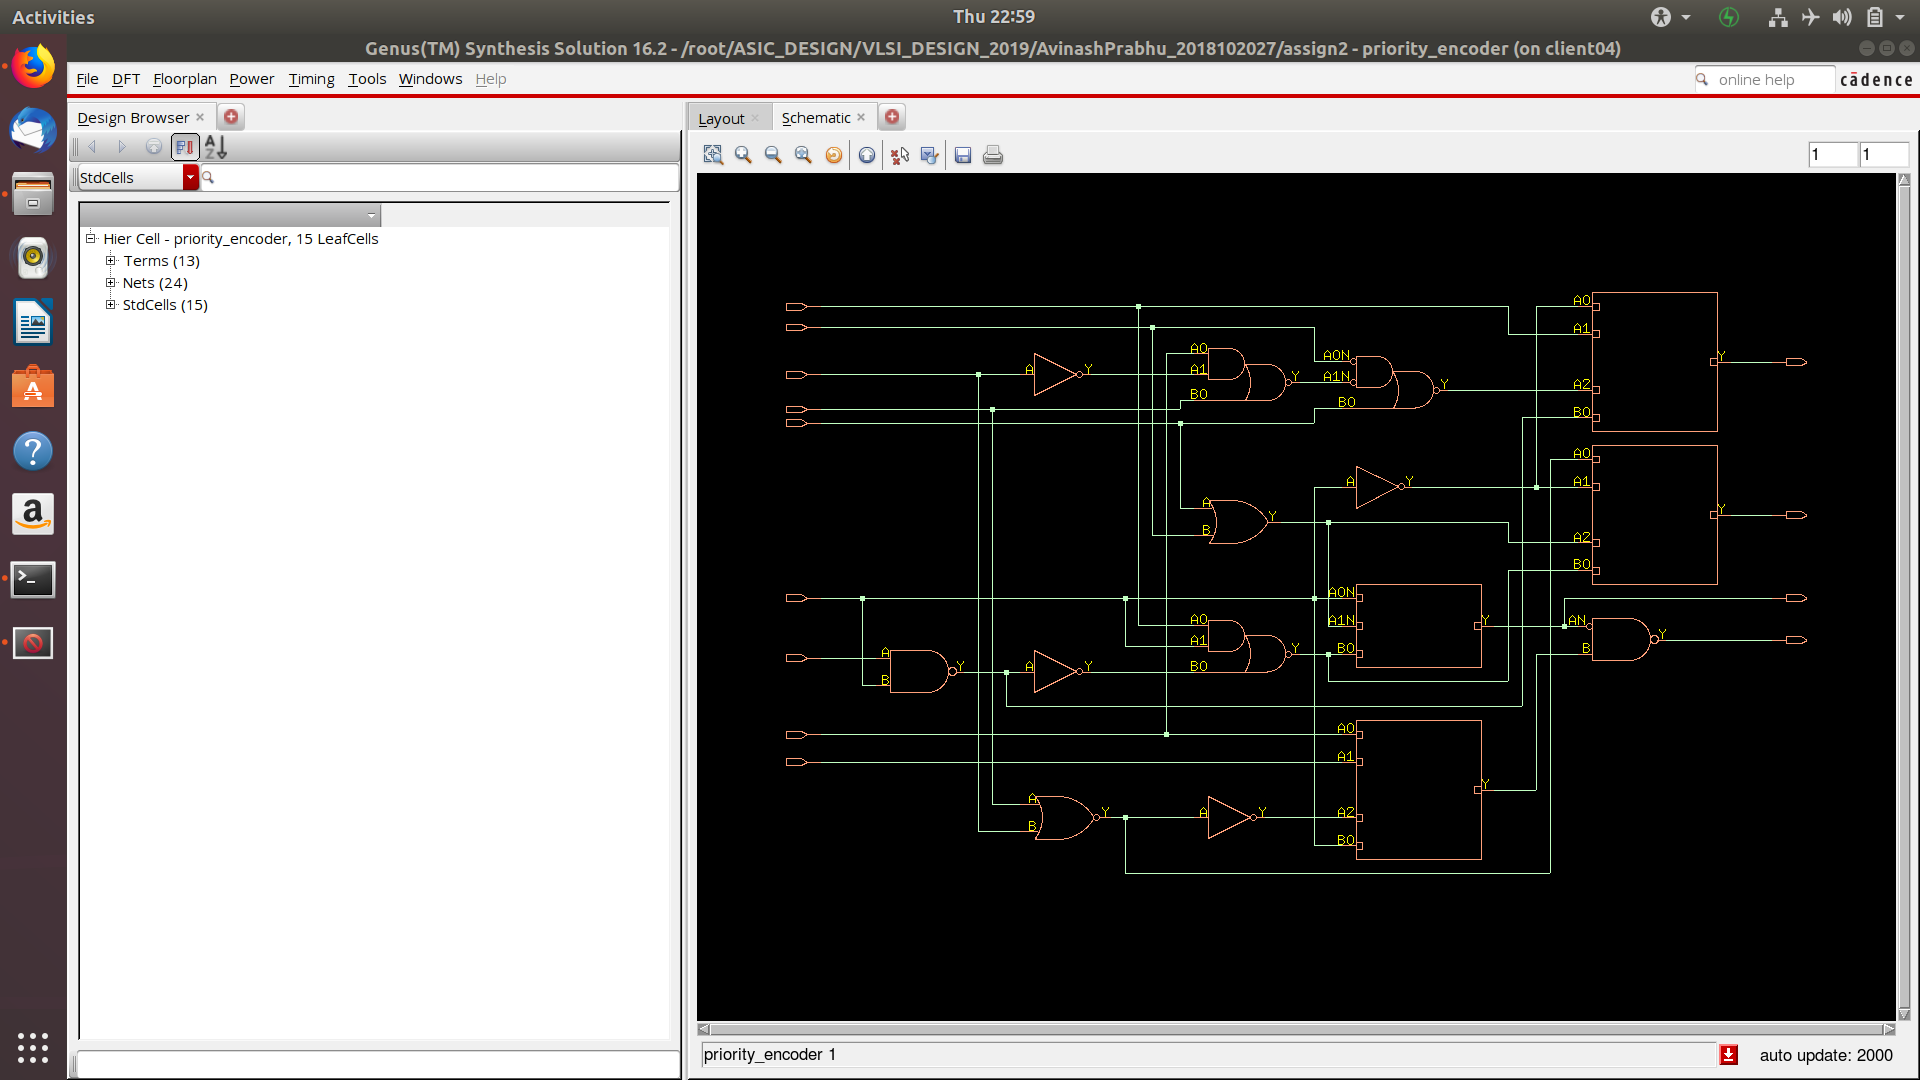 Activities
Thu 22:59
Genus(TM) Synthesis Solution 16.2 - /root/ASIC_DESIGN/VLSI_DESIGN_2019/AvinashPrabhu_2018102027/assign2 - priority_encoder (on client04)
File DFT Floorplan Power Timing Tools Windows Help
online help
cādence
Design Browser
Layout
Schematic
A
Z
1
1
StdCells
Hier Cell - priority_encoder, 15 LeafCells
Terms (13)
Nets (24)
StdCells (15)
A0
A1
Y
A2
B0
A0
A1
B0
Y
A0N
A1N
B0
Y
A
Y
A
Y
A0
A1
Y
A2
B0
A
B
Y
A0N
A1N
B0
Y
AN
B
Y
A0
A1
B0
Y
A
B
Y
A
Y
A0
A1
Y
A2
B0
A
B
Y
A
Y
priority_encoder 1
auto update: 2000